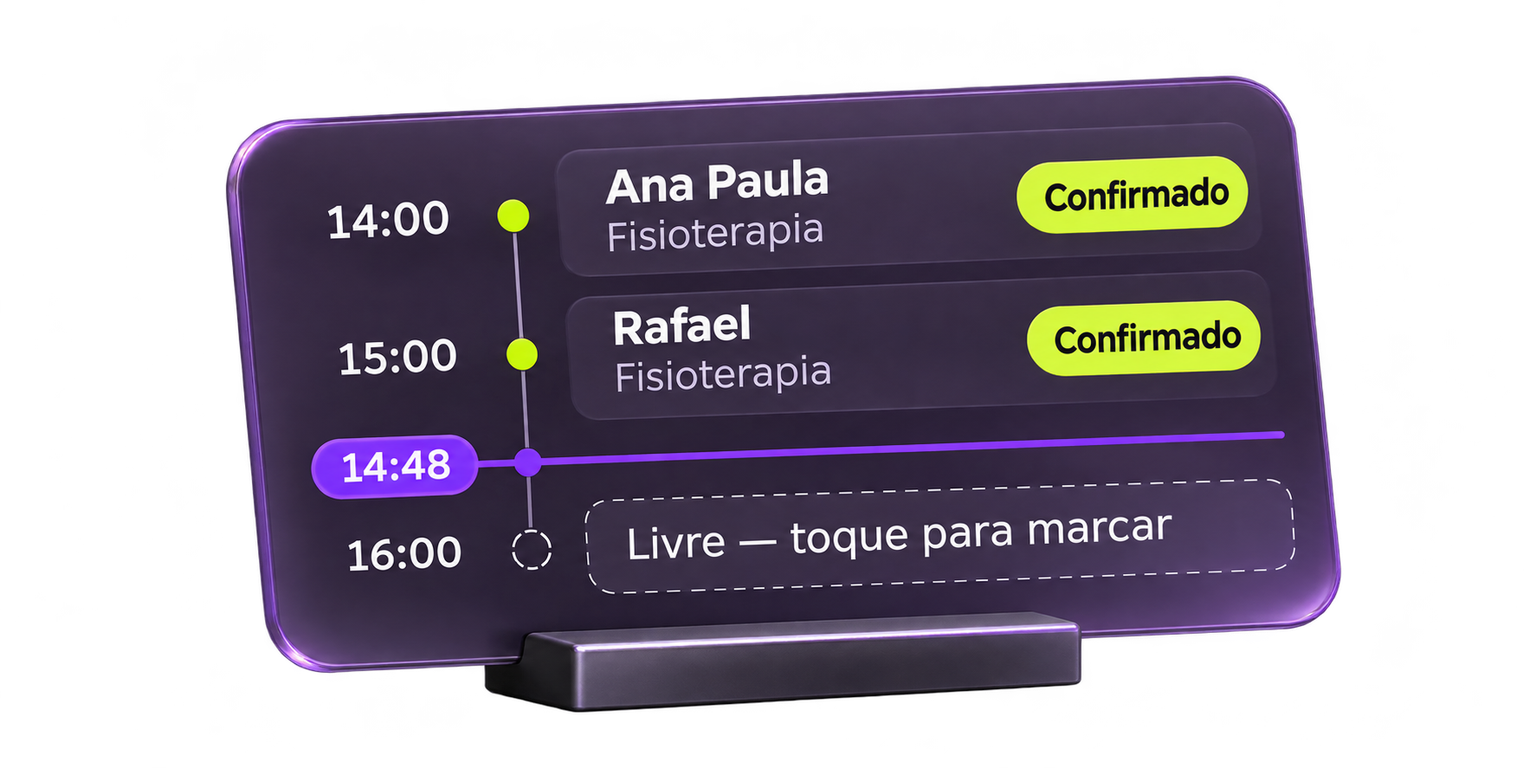 14:00
Ana Paula
Fisioterapia
Confirmado
15:00
Rafael
Fisioterapia
Confirmado
14:48
16:00
Livre — toque para marcar